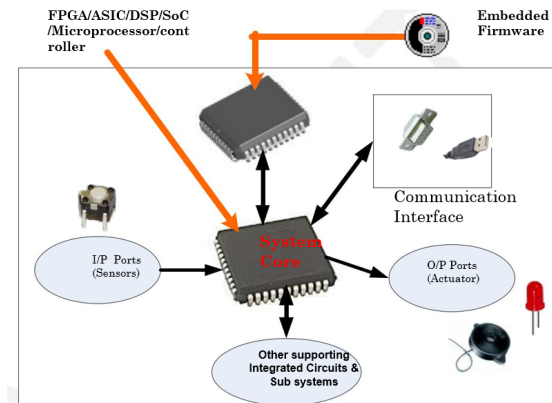 FPGA/ASIC/DSP/SoC
/Microprocessor/cont
roller
Embedded
Firmware
Communication
Interface
System
Core
I/P Ports
(Sensors)
O/P Ports
(Actuator)
Other supporting
Integrated Circuits &
Sub systems